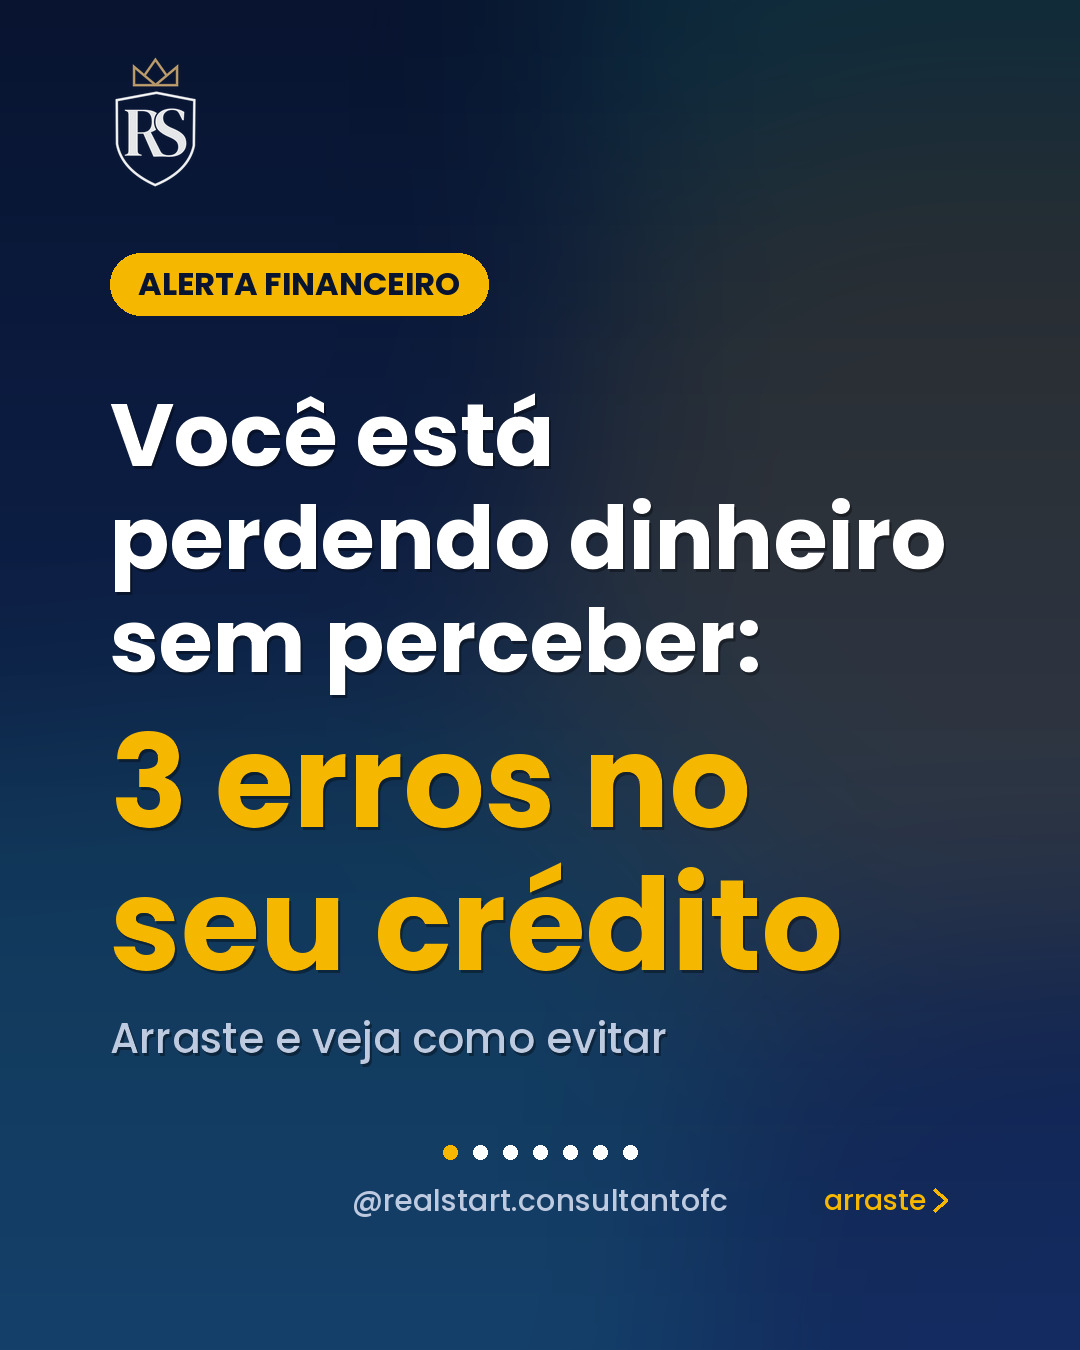 RS
ALERTA FINANCEIRO
Você está
perdendo dinheiro
sem perceber:
3 erros no
seu crédito
Arraste e veja como evitar
@realstart.consultantofc
arraste